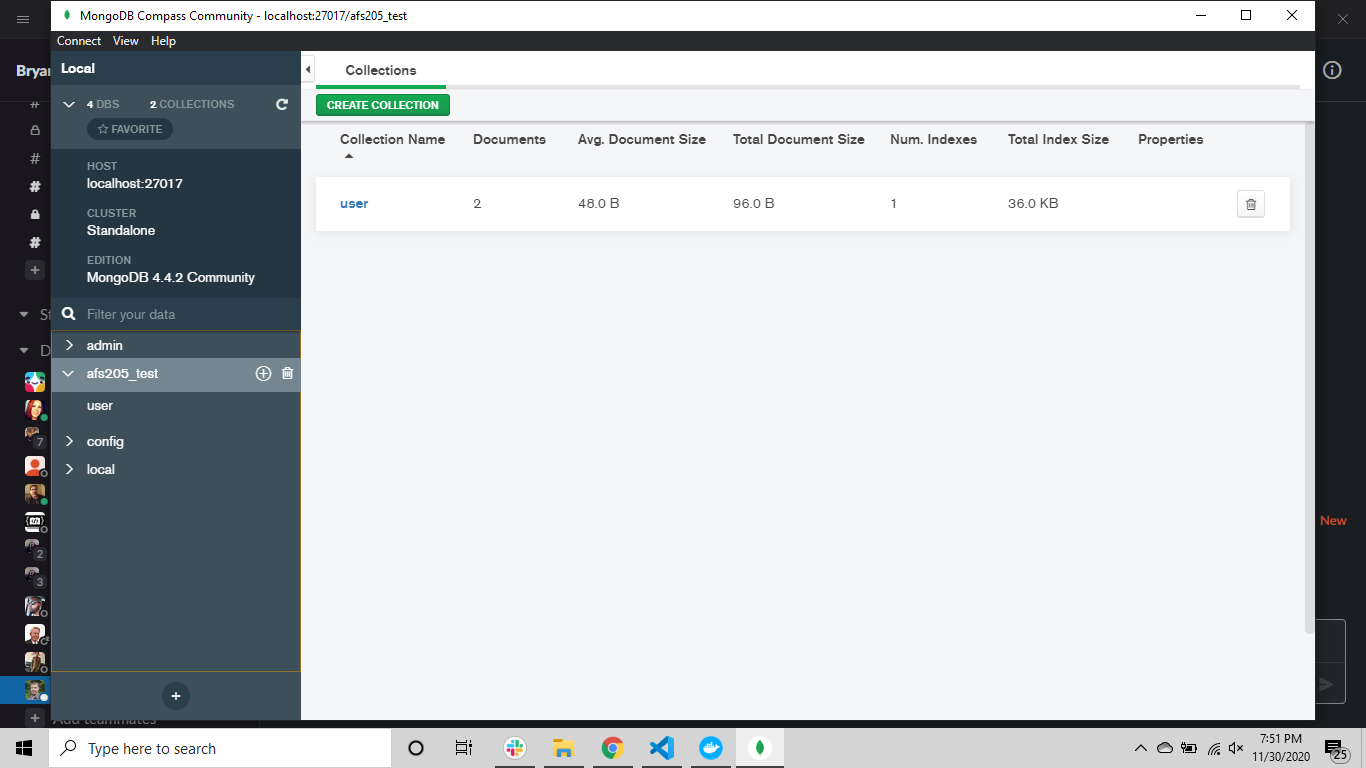 MongoDB Compass Community - localhost:27017/afs205_test
Connect View Help
Brya
Local
4 DBS 2 COLLECTIONS
FAVORITE
HOST
localhost:27017
CLUSTER
Standalone
EDITION
MongoDB 4.4.2 Community
Filter your data
admin
afs205_test
user
config
local
Collections
CREATE COLLECTION
Collection Name Documents Avg. Document Size Total Document Size Num. Indexes Total Index Size Properties
user 2 48.0 B 96.0 B 1 36.0 KB
#
#
#
#
St
D
7
2
3
New
Add teammates
Type here to search
7:51 PM
11/30/2020
25